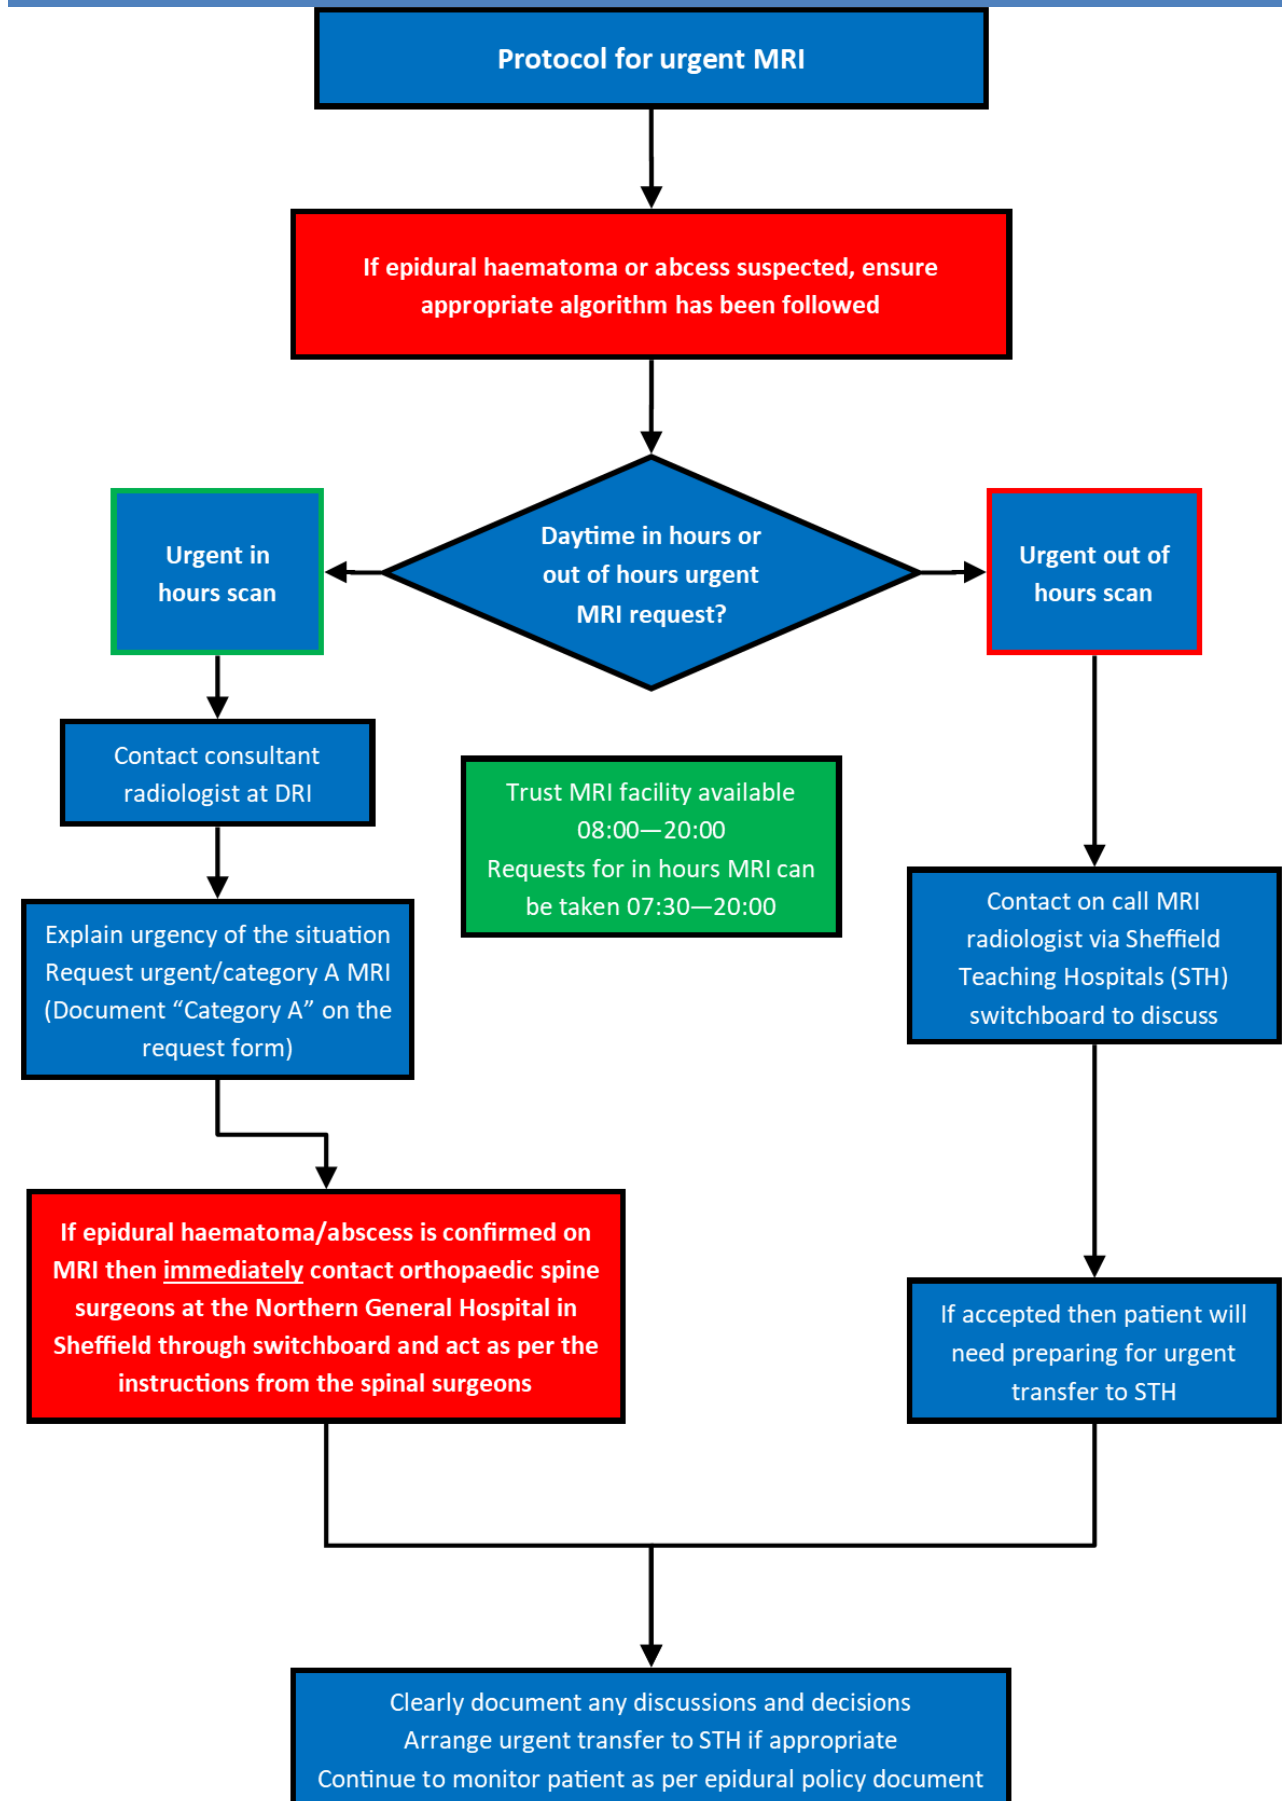 Protocol for urgent MRI
If epidural haematoma or abcess suspected, ensure
appropriate algorithm has been followed
Daytime in hours or
out of hours urgent
MRI request?
Urgent in
hours scan
Urgent out of
hours scan
Contact consultant
radiologist at DRI
Trust MRI facility available
08:00—20:00
Requests for in hours MRI can
be taken 07:30—20:00
Explain urgency of the situation
Request urgent/category A MRI
(Document “Category A” on the
request form)
Contact on call MRI
radiologist via Sheffield
Teaching Hospitals (STH)
switchboard to discuss
If epidural haematoma/abscess is confirmed on
MRI then immediately contact orthopaedic spine
surgeons at the Northern General Hospital in
Sheffield through switchboard and act as per the
instructions from the spinal surgeons
If accepted then patient will
need preparing for urgent
transfer to STH
Clearly document any discussions and decisions
Arrange urgent transfer to STH if appropriate
Continue to monitor patient as per epidural policy document